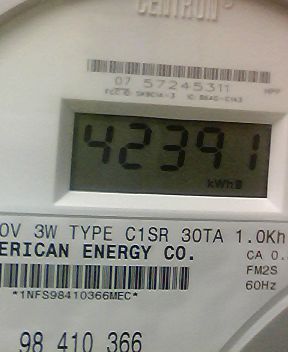 CENTRON®
07 57245311
42391
kWh
0V 3W TYPE C1SR 30TA 1.0Kh
ERICAN ENERGY CO.
CA 0.
FM2S
60Hz
*1NFS98410366MEC*
98 410 366